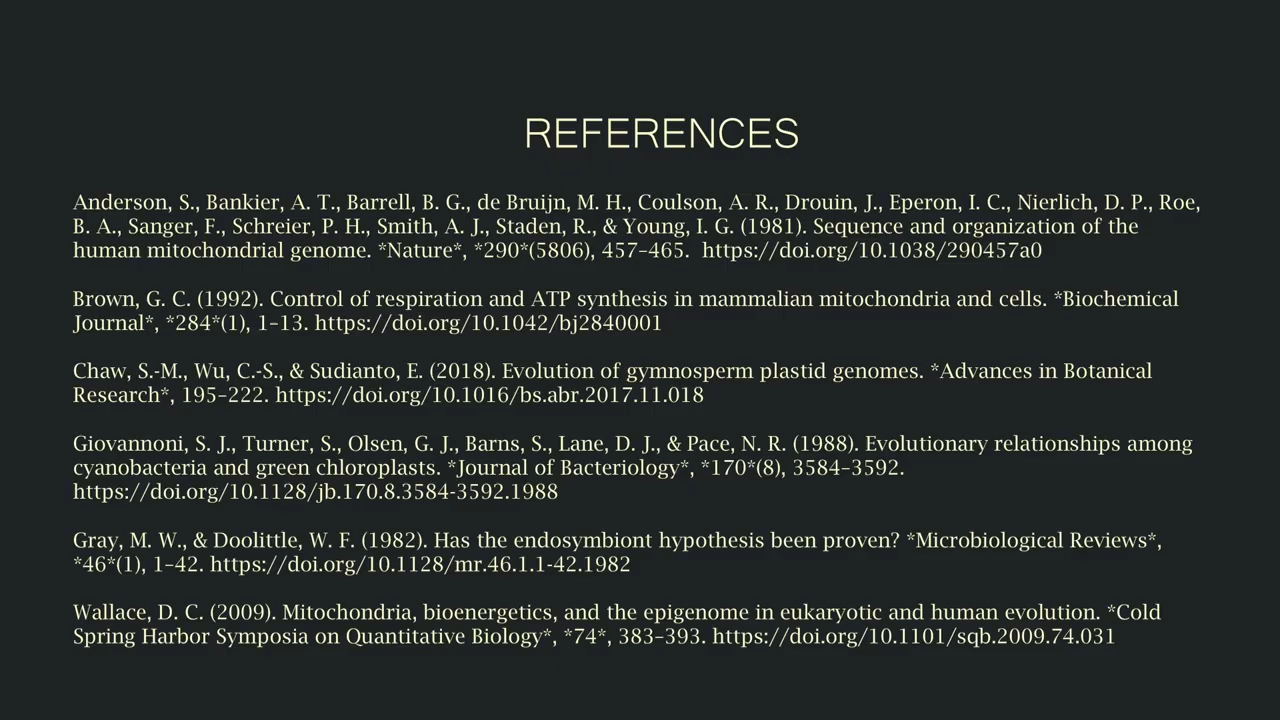 REFERENCES
Anderson, S., Bankier, A. T., Barrell, B. G., de Bruijn, M. H., Coulson, A. R., Drouin, J., Eperon, I. C., Nierlich, D. P., Roe,
B. A., Sanger, F., Schreier, P. H., Smith, A. J., Staden, R., & Young, I. G. (1981). Sequence and organization of the
human mitochondrial genome. *Nature*, *290*(5806), 457–465.  https://doi.org/10.1038/290457a0
Brown, G. C. (1992). Control of respiration and ATP synthesis in mammalian mitochondria and cells. *Biochemical
Journal*, *284*(1), 1–13. https://doi.org/10.1042/bj2840001
Chaw, S.-M., Wu, C.-S., & Sudianto, E. (2018). Evolution of gymnosperm plastid genomes. *Advances in Botanical
Research*, 195–222. https://doi.org/10.1016/bs.abr.2017.11.018
Giovannoni, S. J., Turner, S., Olsen, G. J., Barns, S., Lane, D. J., & Pace, N. R. (1988). Evolutionary relationships among
cyanobacteria and green chloroplasts. *Journal of Bacteriology*, *170*(8), 3584–3592.
https://doi.org/10.1128/jb.170.8.3584-3592.1988
Gray, M. W., & Doolittle, W. F. (1982). Has the endosymbiont hypothesis been proven? *Microbiological Reviews*,
*46*(1), 1–42. https://doi.org/10.1128/mr.46.1.1-42.1982
Wallace, D. C. (2009). Mitochondria, bioenergetics, and the epigenome in eukaryotic and human evolution. *Cold
Spring Harbor Symposia on Quantitative Biology*, *74*, 383–393. https://doi.org/10.1101/sqb.2009.74.031